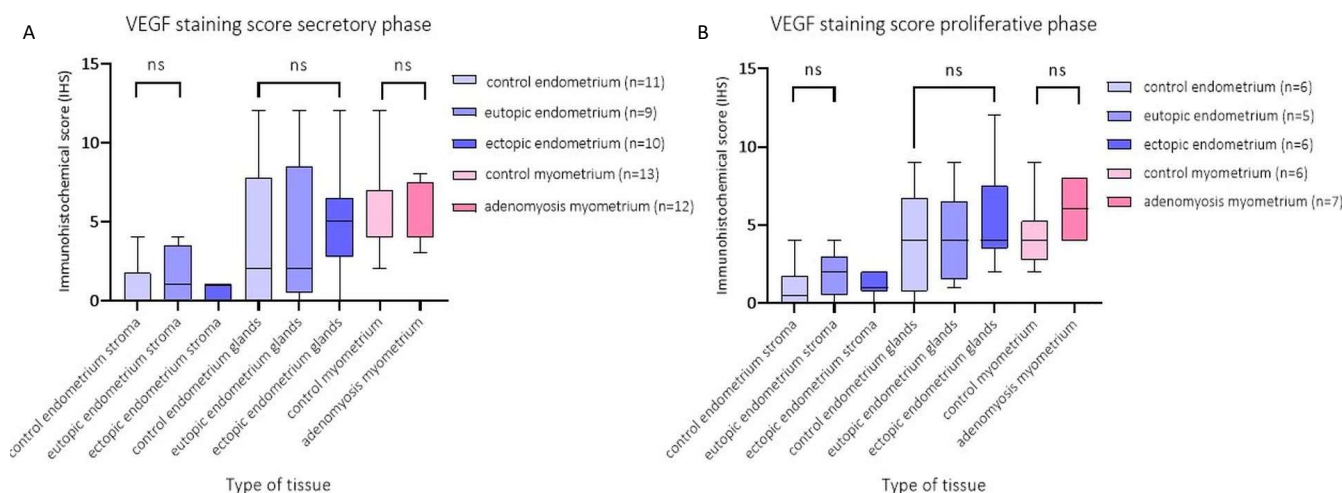 A
VEGF staining score secretory phase
Immunohistochemical score (IHS)
15
10
5
0
ns
ns
ns
control endometrium (n=11)
eutopic endometrium (n=9)
ectopic endometrium (n=10)
control myometrium (n=13)
adenomyosis myometrium (n=12)
control endometrium stroma
eutopic endometrium stroma
ectopic endometrium stroma
control endometrium glands
eutopic endometrium glands
ectopic endometrium glands
control myometrium
adenomyosis myometrium
Type of tissue
B
VEGF staining score proliferative phase
Immunohistochemical score (IHS)
15
10
5
0
ns
ns
ns
control endometrium (n=6)
eutopic endometrium (n=5)
ectopic endometrium (n=6)
control myometrium (n=6)
adenomyosis myometrium (n=7)
control endometrium stroma
eutopic endometrium stroma
ectopic endometrium stroma
control endometrium glands
eutopic endometrium glands
ectopic endometrium glands
control myometrium
adenomyosis myometrium
Type of tissue